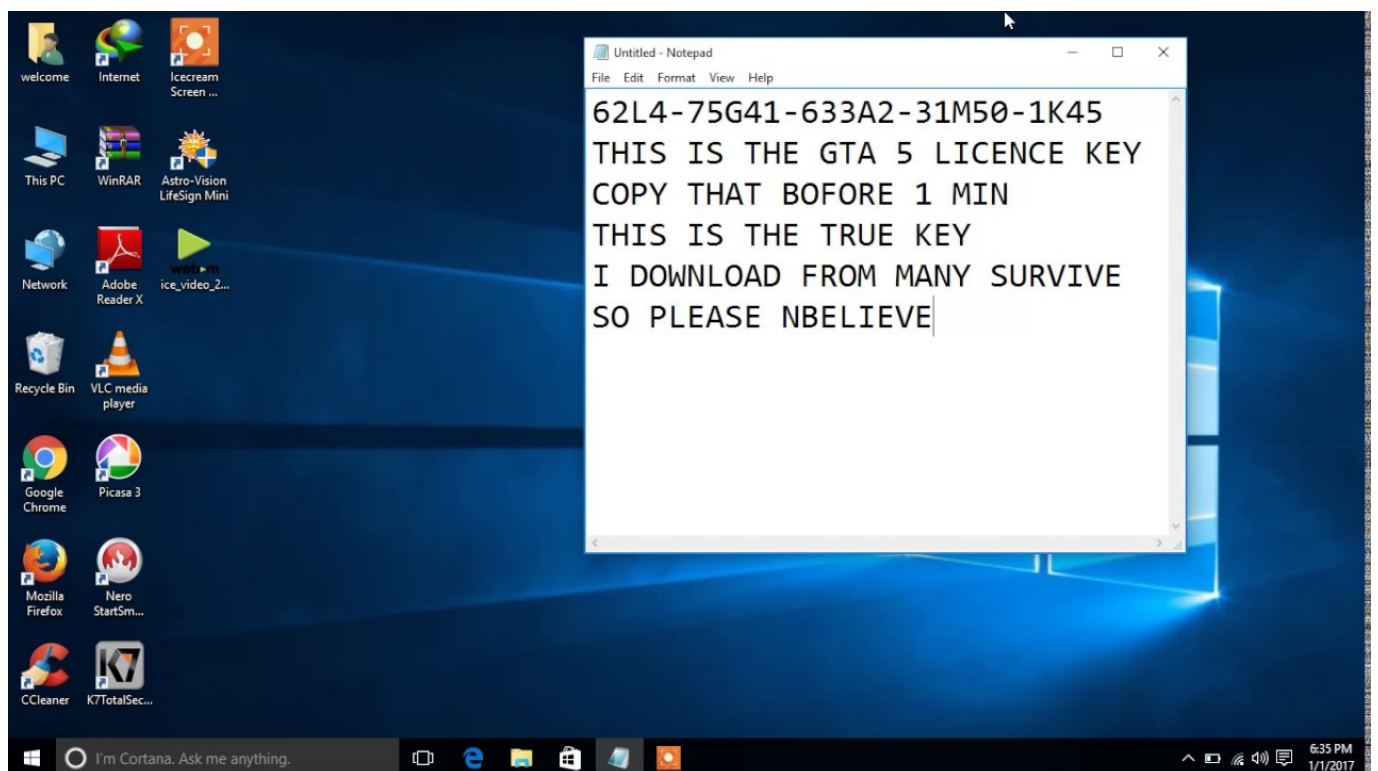 welcome
Internet
Icecream
Screen ...
This PC
WinRAR
Astro-Vision
LifeSign Mini
Network
Adobe
Reader X
web-m
ice_video_2...
Recycle Bin
VLC media
player
Google
Chrome
Picasa 3
Mozilla
Firefox
Nero
StartSm...
CCleaner
K7TotalSec...
Untitled - Notepad
File Edit Format View Help
62L4-75G41-633A2-31M50-1K45
THIS IS THE GTA 5 LICENCE KEY
COPY THAT BOFORE 1 MIN
THIS IS THE TRUE KEY
I DOWNLOAD FROM MANY SURVIVE
SO PLEASE NBELIEVE
I'm Cortana. Ask me anything.
6:35 PM
1/1/2017